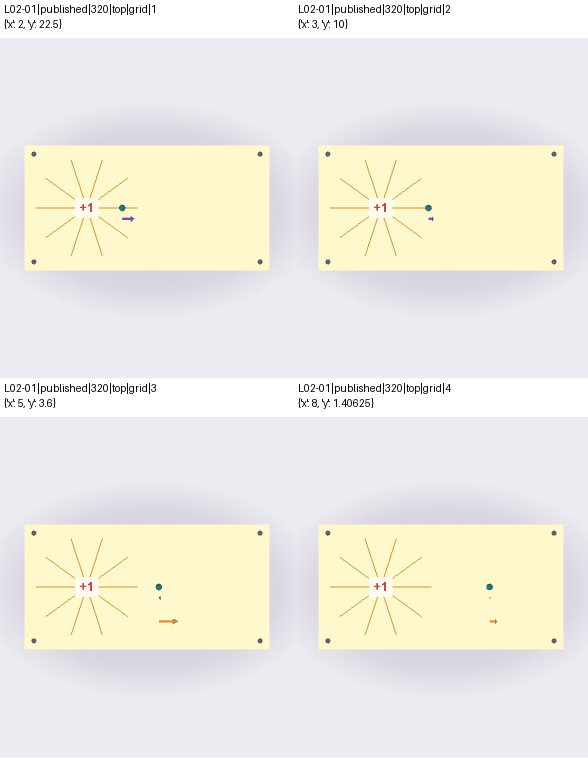 L02-01|published|320|top|grid|1
{'x': 2, 'y': 22.5}
L02-01|published|320|top|grid|2
{'x': 3, 'y': 10}
+1
+1
L02-01|published|320|top|grid|3
{'x': 5, 'y': 3.6}
L02-01|published|320|top|grid|4
{'x': 8, 'y': 1.40625}
+1
+1